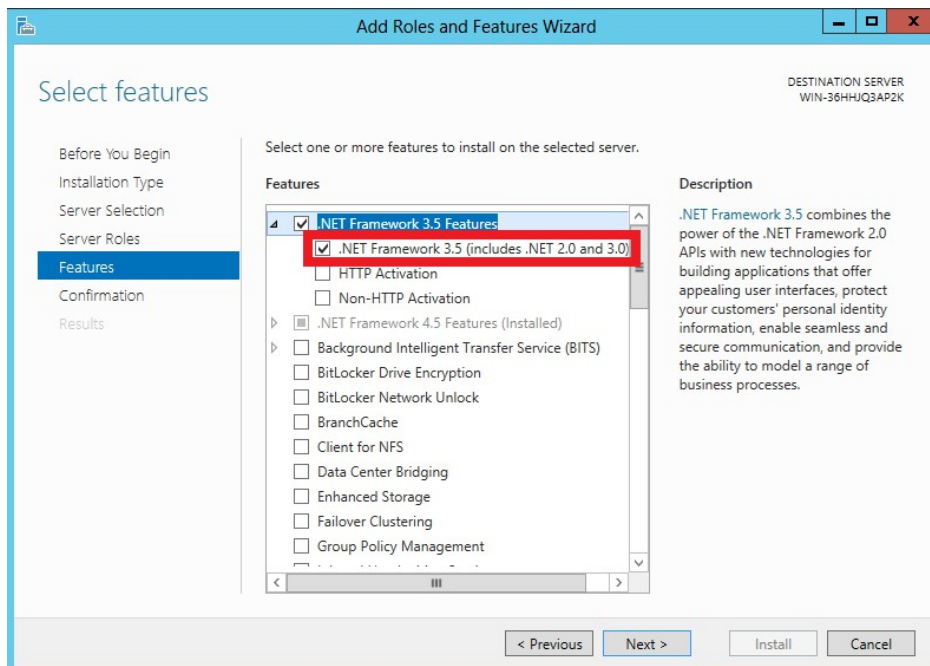 Add Roles and Features Wizard
Select features
DESTINATION SERVER
WIN-36HHJQ3AP2K
Before You Begin
Installation Type
Server Selection
Server Roles
Features
Confirmation
Results
Select one or more features to install on the selected server.
Features
.NET Framework 3.5 Features
.NET Framework 3.5 (includes .NET 2.0 and 3.0)
HTTP Activation
Non-HTTP Activation
.NET Framework 4.5 Features (Installed)
Background Intelligent Transfer Service (BITS)
BitLocker Drive Encryption
BitLocker Network Unlock
BranchCache
Client for NFS
Data Center Bridging
Enhanced Storage
Failover Clustering
Group Policy Management
Description
.NET Framework 3.5 combines the
power of the .NET Framework 2.0
APIs with new technologies for
building applications that offer
appealing user interfaces, protect
your customers' personal identity
information, enable seamless and
secure communication, and provide
the ability to model a range of
business processes.
< Previous
Next >
Install
Cancel